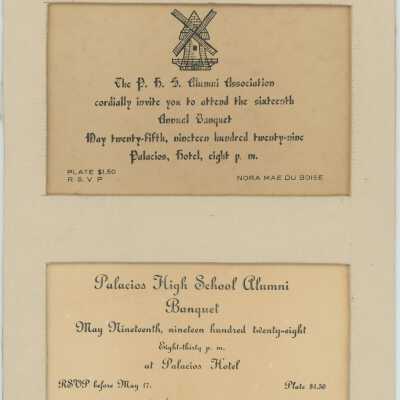 The P. H. S. Alumni Association
cordially invite you to attend the sixteenth
Annual Banquet
May twenty-fifth, nineteen hundred twenty-nine
Palacios, Hotel, eight p. m.
PLATE $1.50
R S V P
NORA MAE DU BOISE
Palacios High School Alumni
Banquet
May Nineteenth, nineteen hundred twenty-eight
Eight-thirty p. m.
at Palacios Hotel
RSVP before May 17.
Plate $1.50